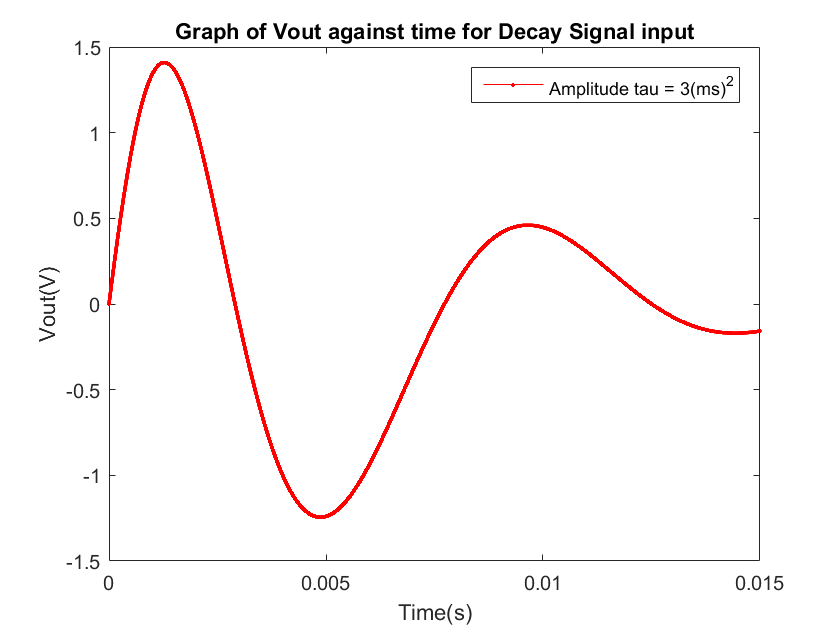 Graph of Vout against time for Decay Signal input
Amplitude tau = 3(ms)^2
1.5
1
0.5
0
-0.5
-1
-1.5
Vout(V)
0 0.005 0.01 0.015
Time(s)